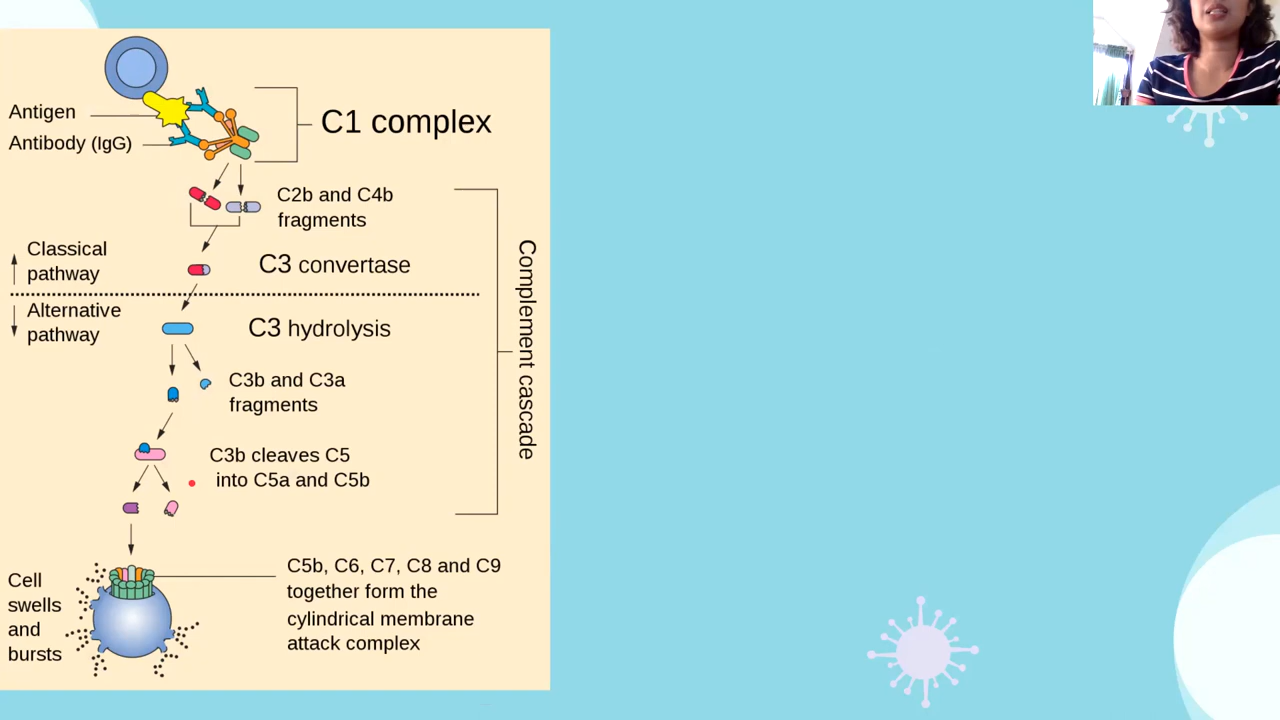 Antigen
Antibody (IgG)
C1 complex
C2b and C4b
fragments
Classical
pathway
C3 convertase
Alternative
pathway
C3 hydrolysis
C3b and C3a
fragments
C3b cleaves C5
into C5a and C5b
Complement cascade
Cell
swells
and
bursts
C5b, C6, C7, C8 and C9
together form the
cylindrical membrane
attack complex